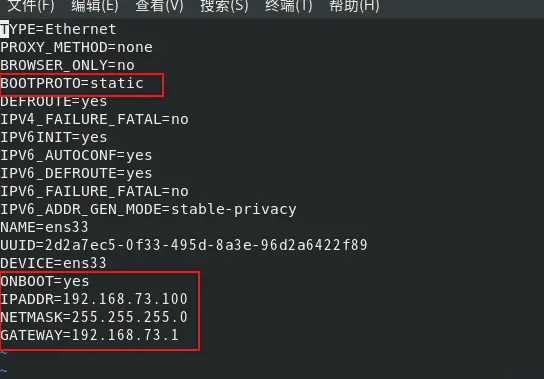 文件(F) 编辑(E) 查看(V) 搜索(S) 终端(T) 帮助(H)
TYPE=Ethernet
PROXY_METHOD=none
BROWSER_ONLY=no
BOOTPROTO=static
DEFROUTE=yes
IPV4_FAILURE_FATAL=no
IPV6INIT=yes
IPV6_AUTOCONF=yes
IPV6_DEFROUTE=yes
IPV6_FAILURE_FATAL=no
IPV6_ADDR_GEN_MODE=stable-privacy
NAME=ens33
UUID=2d2a7ec5-0f33-495d-8a3e-96d2a6422f89
DEVICE=ens33
ONBOOT=yes
IPADDR=192.168.73.100
NETMASK=255.255.255.0
GATEWAY=192.168.73.1
~
~